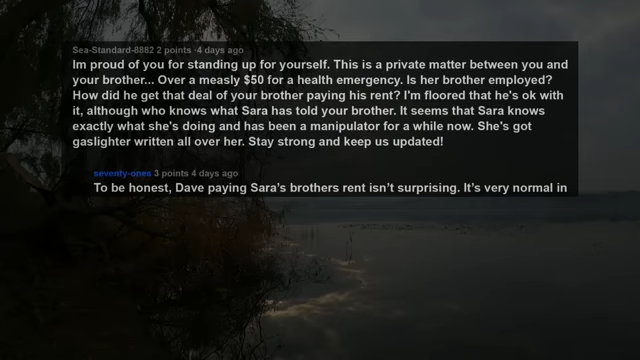 Sea-Standard-8882 2 points ·4 days ago
Im proud of you for standing up for yourself. This is a private matter between you and
your brother... Over a measly $50 for a health emergency. Is her brother employed?
How did he get that deal of your brother paying his rent? I'm floored that he's ok with
it, although who knows what Sara has told your brother. It seems that Sara knows
exactly what she's doing and has been a manipulator for a while now. She's got
gaslighter written all over her. Stay strong and keep us updated!
seventy-ones 3 points 4 days ago
To be honest, Dave paying Sara’s brothers rent isn’t surprising. It’s very normal in